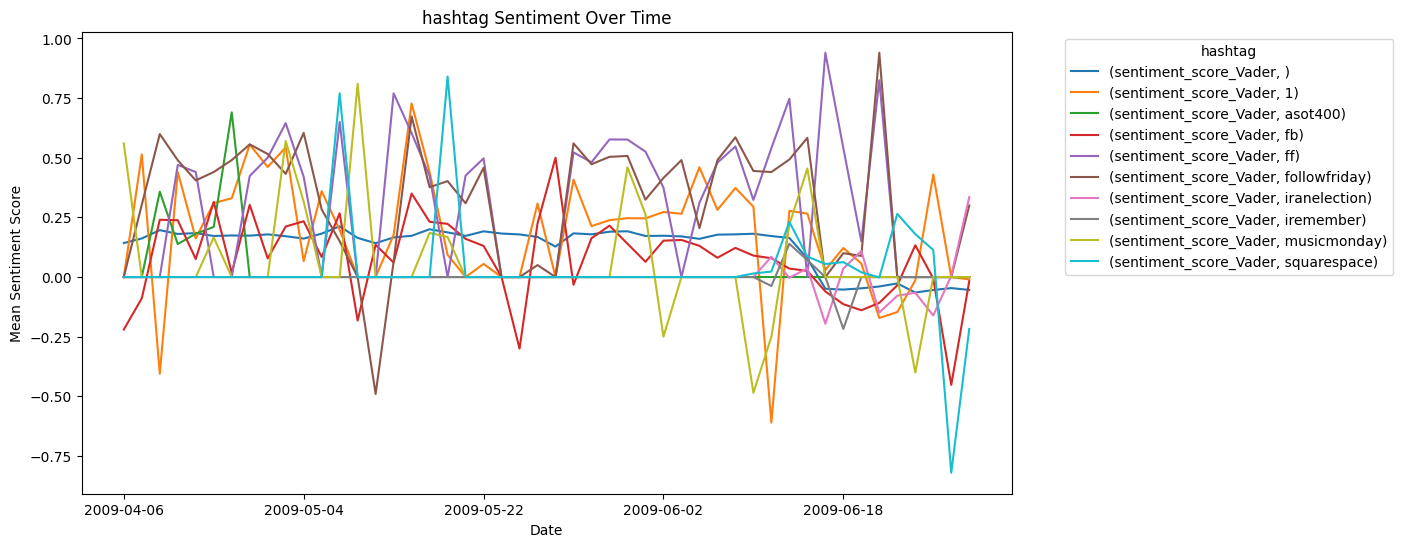 hashtag Sentiment Over Time
Mean Sentiment Score
1.00
0.75
0.50
0.25
0.00
−0.25
−0.50
−0.75
2009-04-06
2009-05-04
2009-05-22
2009-06-02
2009-06-18
Date
hashtag
(sentiment_score_Vader, )
(sentiment_score_Vader, 1)
(sentiment_score_Vader, asot400)
(sentiment_score_Vader, fb)
(sentiment_score_Vader, ff)
(sentiment_score_Vader, followfriday)
(sentiment_score_Vader, iranelection)
(sentiment_score_Vader, iremember)
(sentiment_score_Vader, musicmonday)
(sentiment_score_Vader, squarespace)